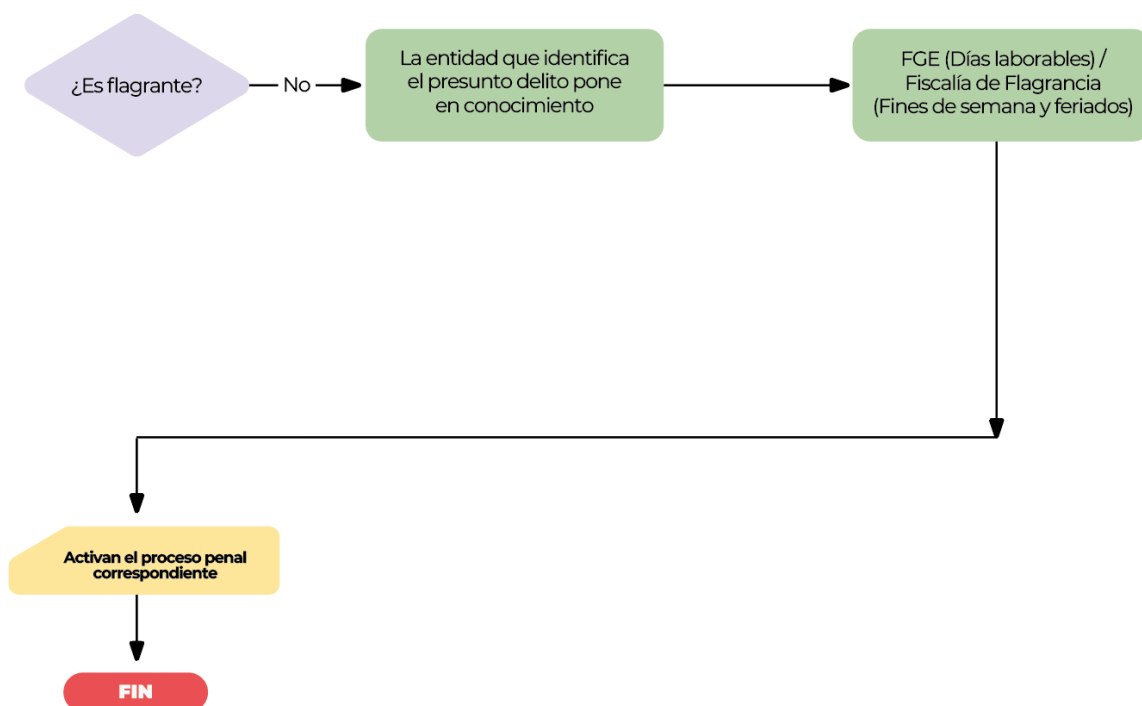 ¿Es flagrante?
No
La entidad que identifica
el presunto delito pone
en conocimiento
FGE (Días laborables) /
Fiscalía de Flagrancia
(Fines de semana y feriados)
Activan el proceso penal
correspondiente
FIN